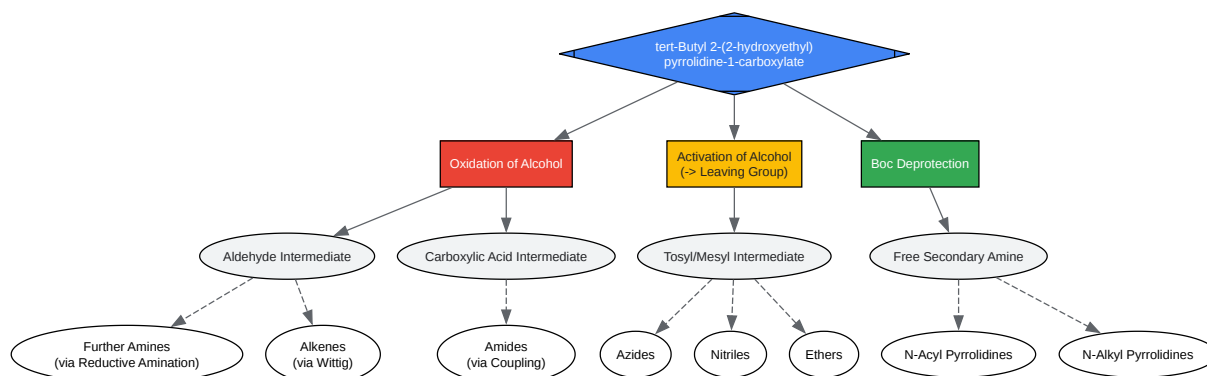 tert-Butyl 2-(2-hydroxyethyl)
pyrrolidine-1-carboxylate
Oxidation of Alcohol
Activation of Alcohol
(-> Leaving Group)
Boc Deprotection
Aldehyde Intermediate
Carboxylic Acid Intermediate
Tosyl/Mesyl Intermediate
Free Secondary Amine
Further Amines
(via Reductive Amination)
Alkenes
(via Wittig)
Amides
(via Coupling)
Azides
Nitriles
Ethers
N-Acyl Pyrrolidines
N-Alkyl Pyrrolidines